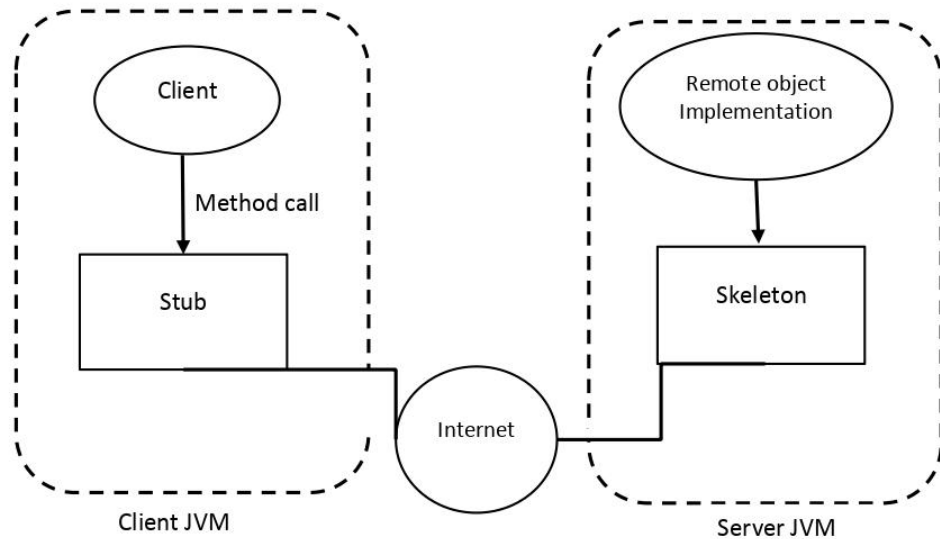 Client
Remote object
Implementation
Method call
Stub
Skeleton
Internet
Client JVM
Server JVM